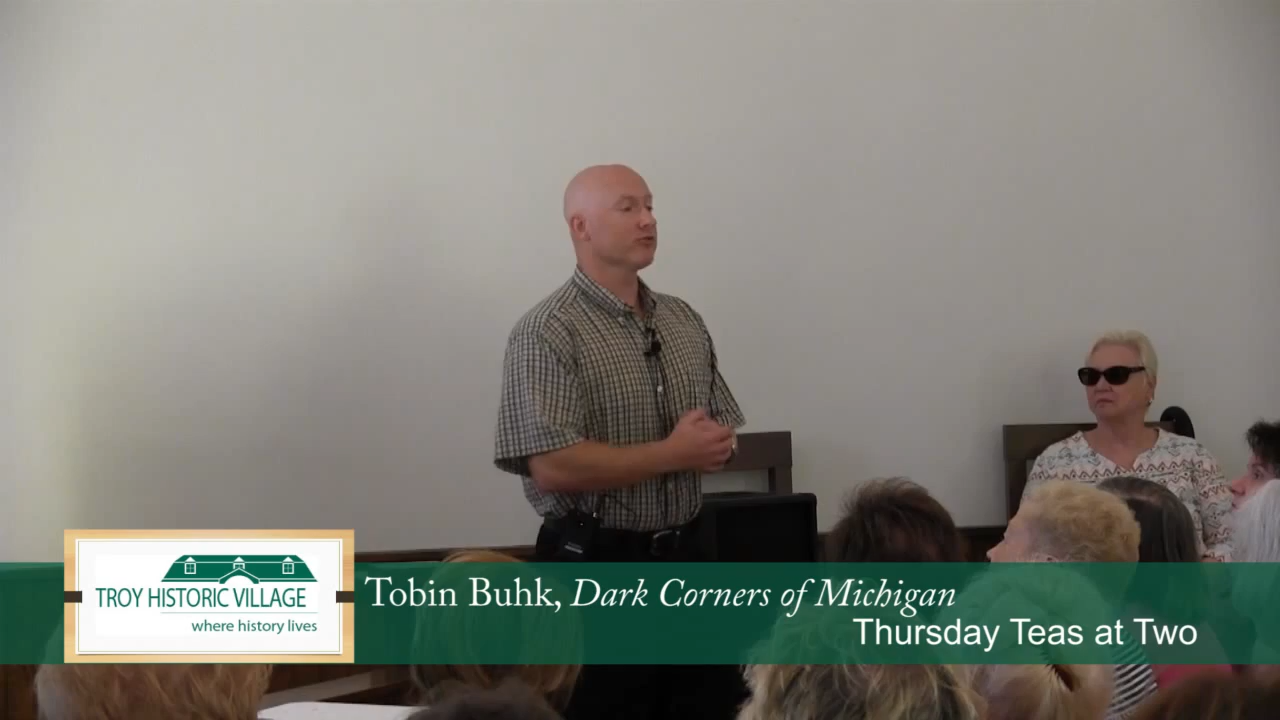 TROY HISTORIC VILLAGE
where history lives
Tobin Buhk, Dark Corners of Michigan
Thursday Teas at Two